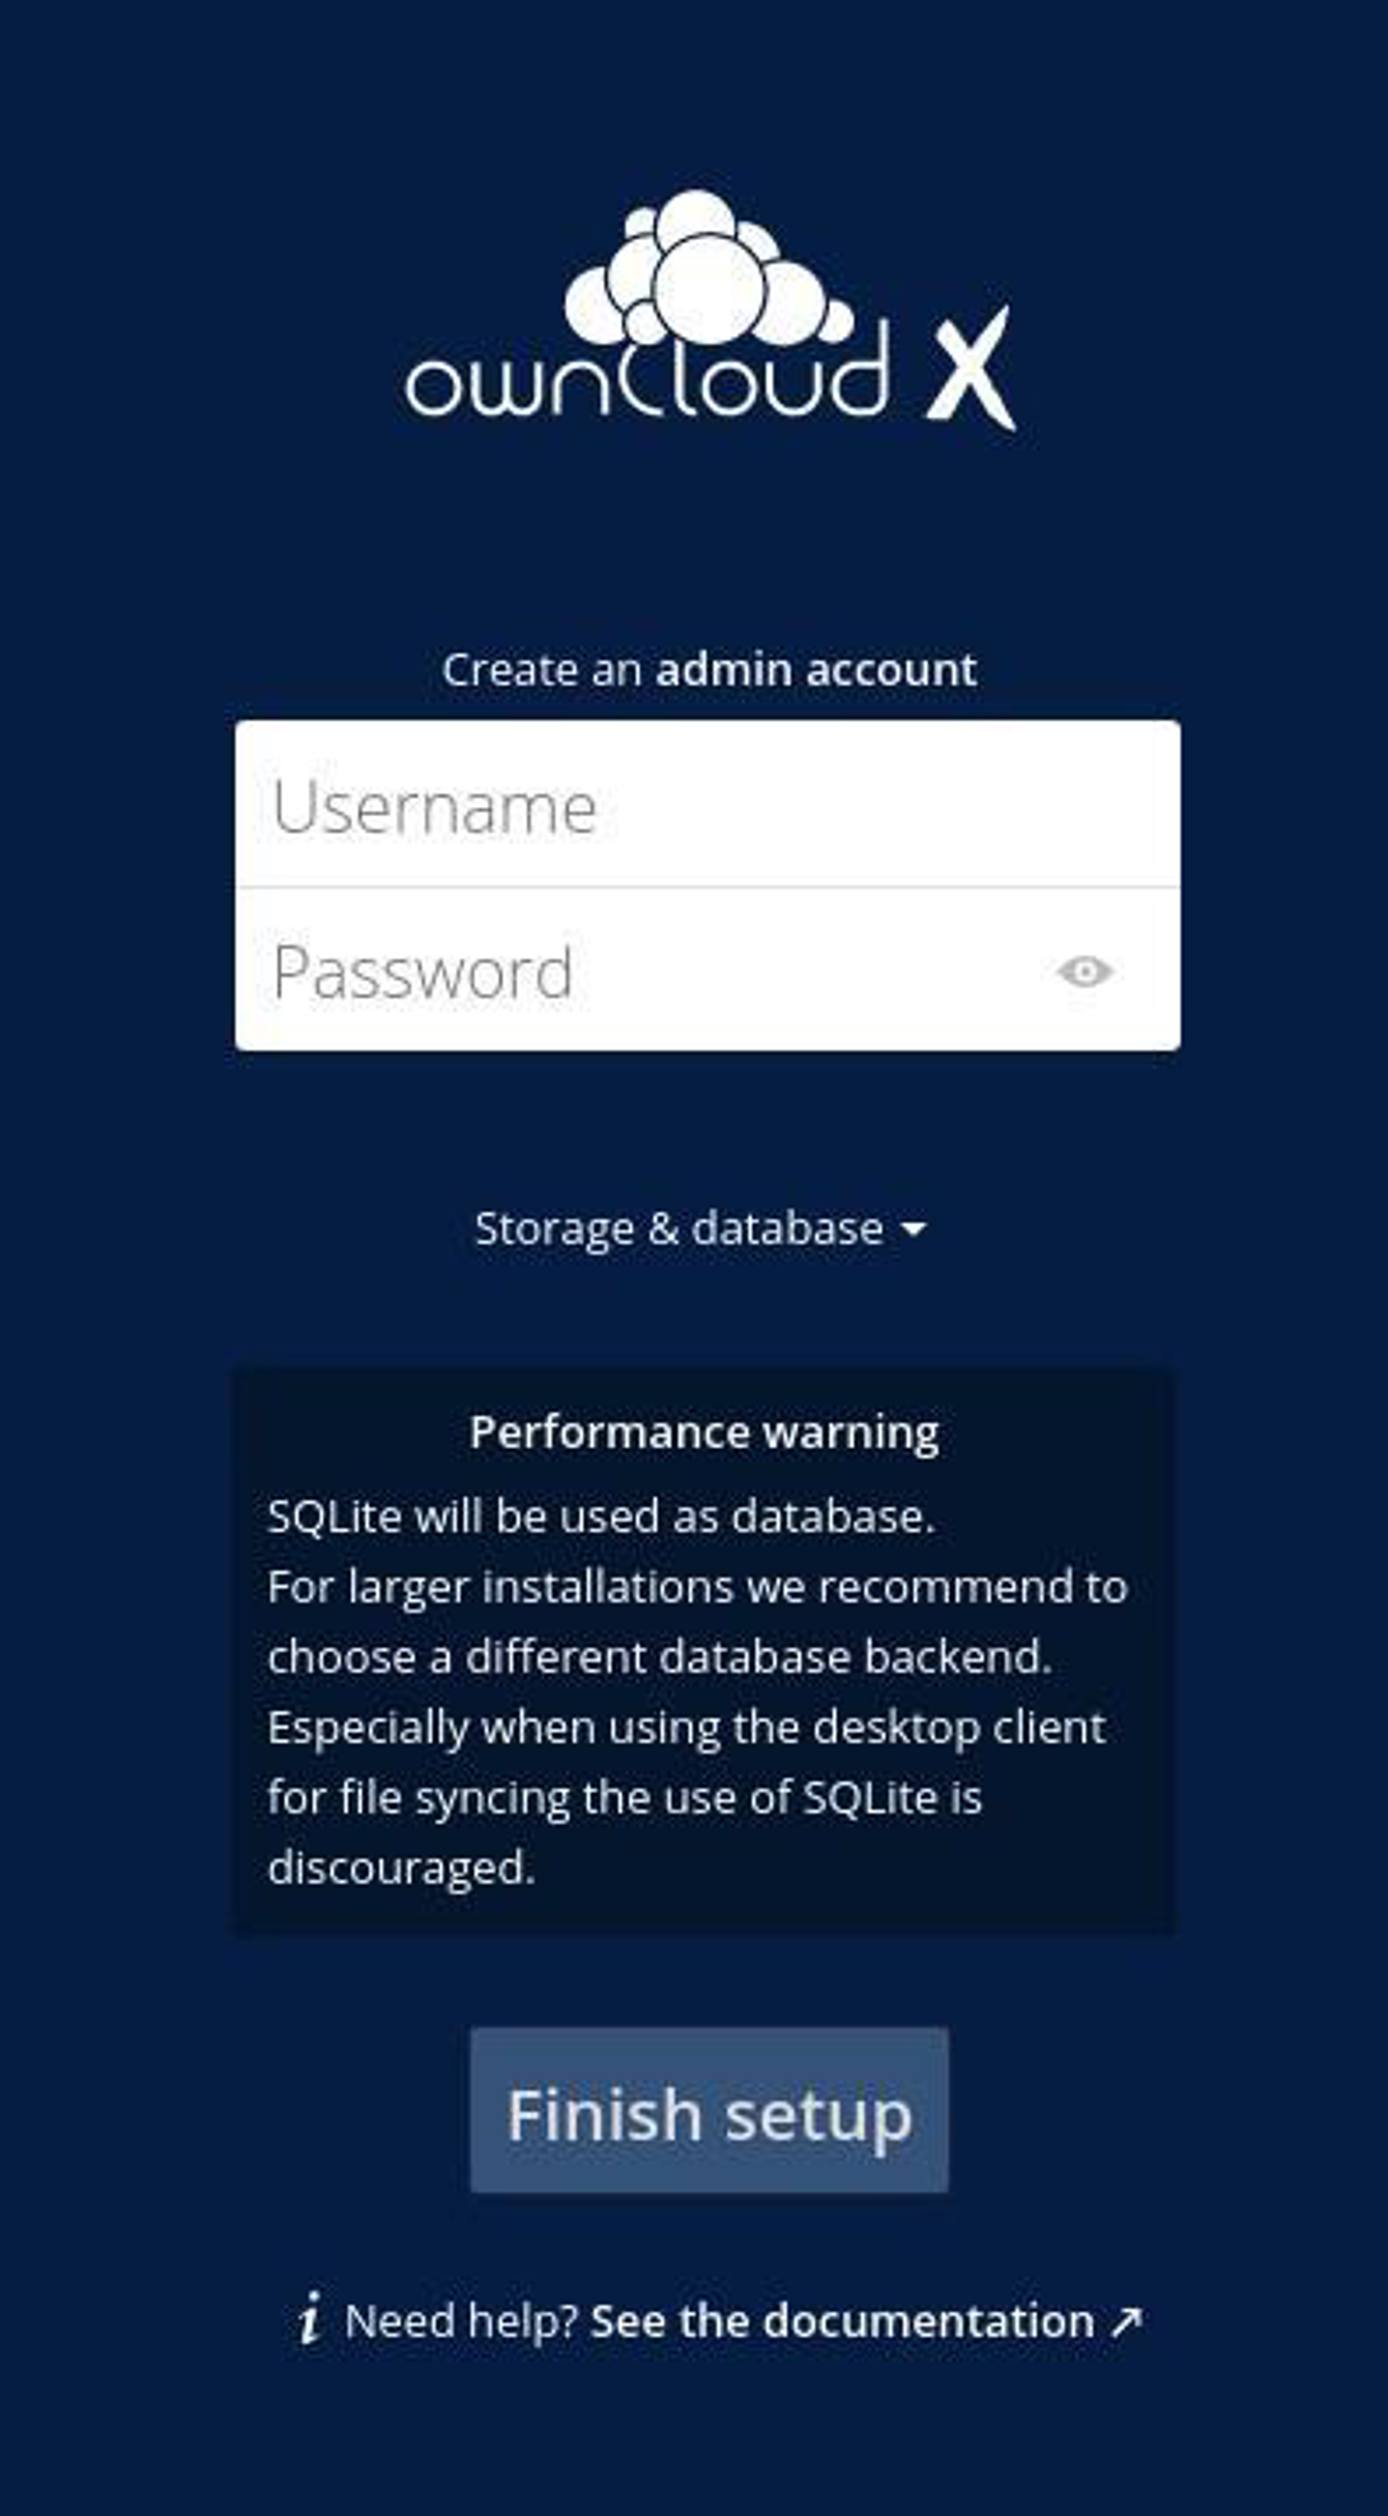 ownCloud X
Create an admin account
Username
Password
Storage & database
Performance warning
SQLite will be used as database.
For larger installations we recommend to
choose a different database backend.
Especially when using the desktop client
for file syncing the use of SQLite is
discouraged.
Finish setup
i Need help? See the documentation ↗